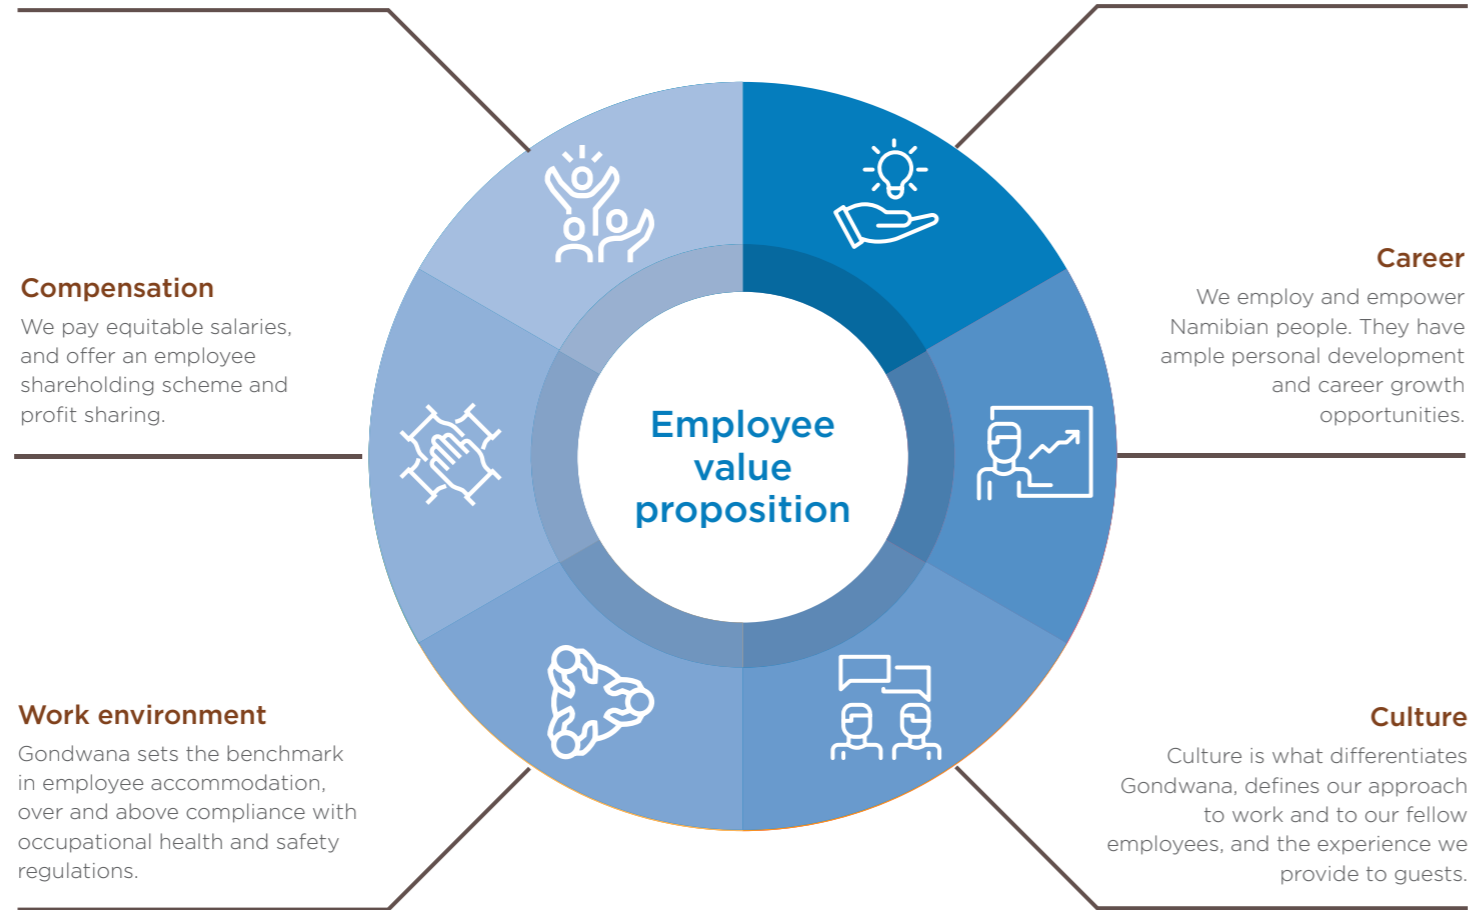 Compensation
We pay equitable salaries,
and offer an employee
shareholding scheme and
profit sharing.
Work environment
Gondwana sets the benchmark
in employee accommodation,
over and above compliance with
occupational health and safety
regulations.
Employee
value
proposition
Career
We employ and empower
Namibian people. They have
ample personal development
and career growth
opportunities.
Culture
Culture is what differentiates
Gondwana, defines our approach
to work and to our fellow
employees, and the experience we
provide to guests.